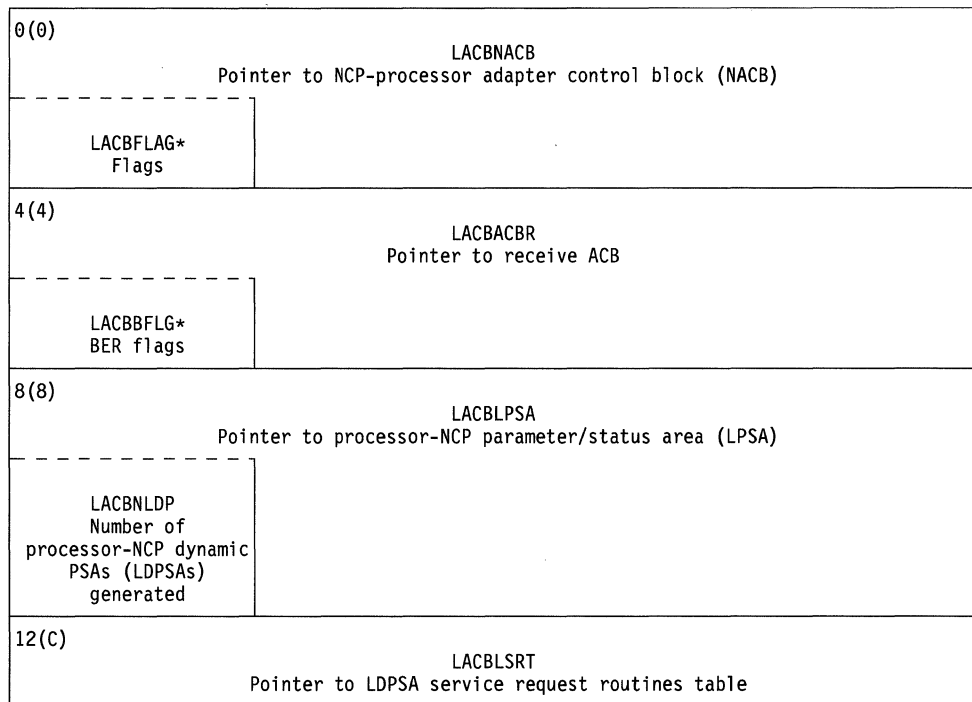 0(0)
LACBNACB
Pointer to NCP-processor adapter control block (NACB)
LACBFLAG*
Flags
4(4)
LACBACBR
Pointer to receive ACB
LACBBFLG*
BER flags
8(8)
LACBLPSA
Pointer to processor-NCP parameter/status area (LPSA)
LACBNLDP
Number of
processor-NCP dynamic
PSAs (LDPSAs)
generated
12(C)
LACBLSRT
Pointer to LDPSA service request routines table